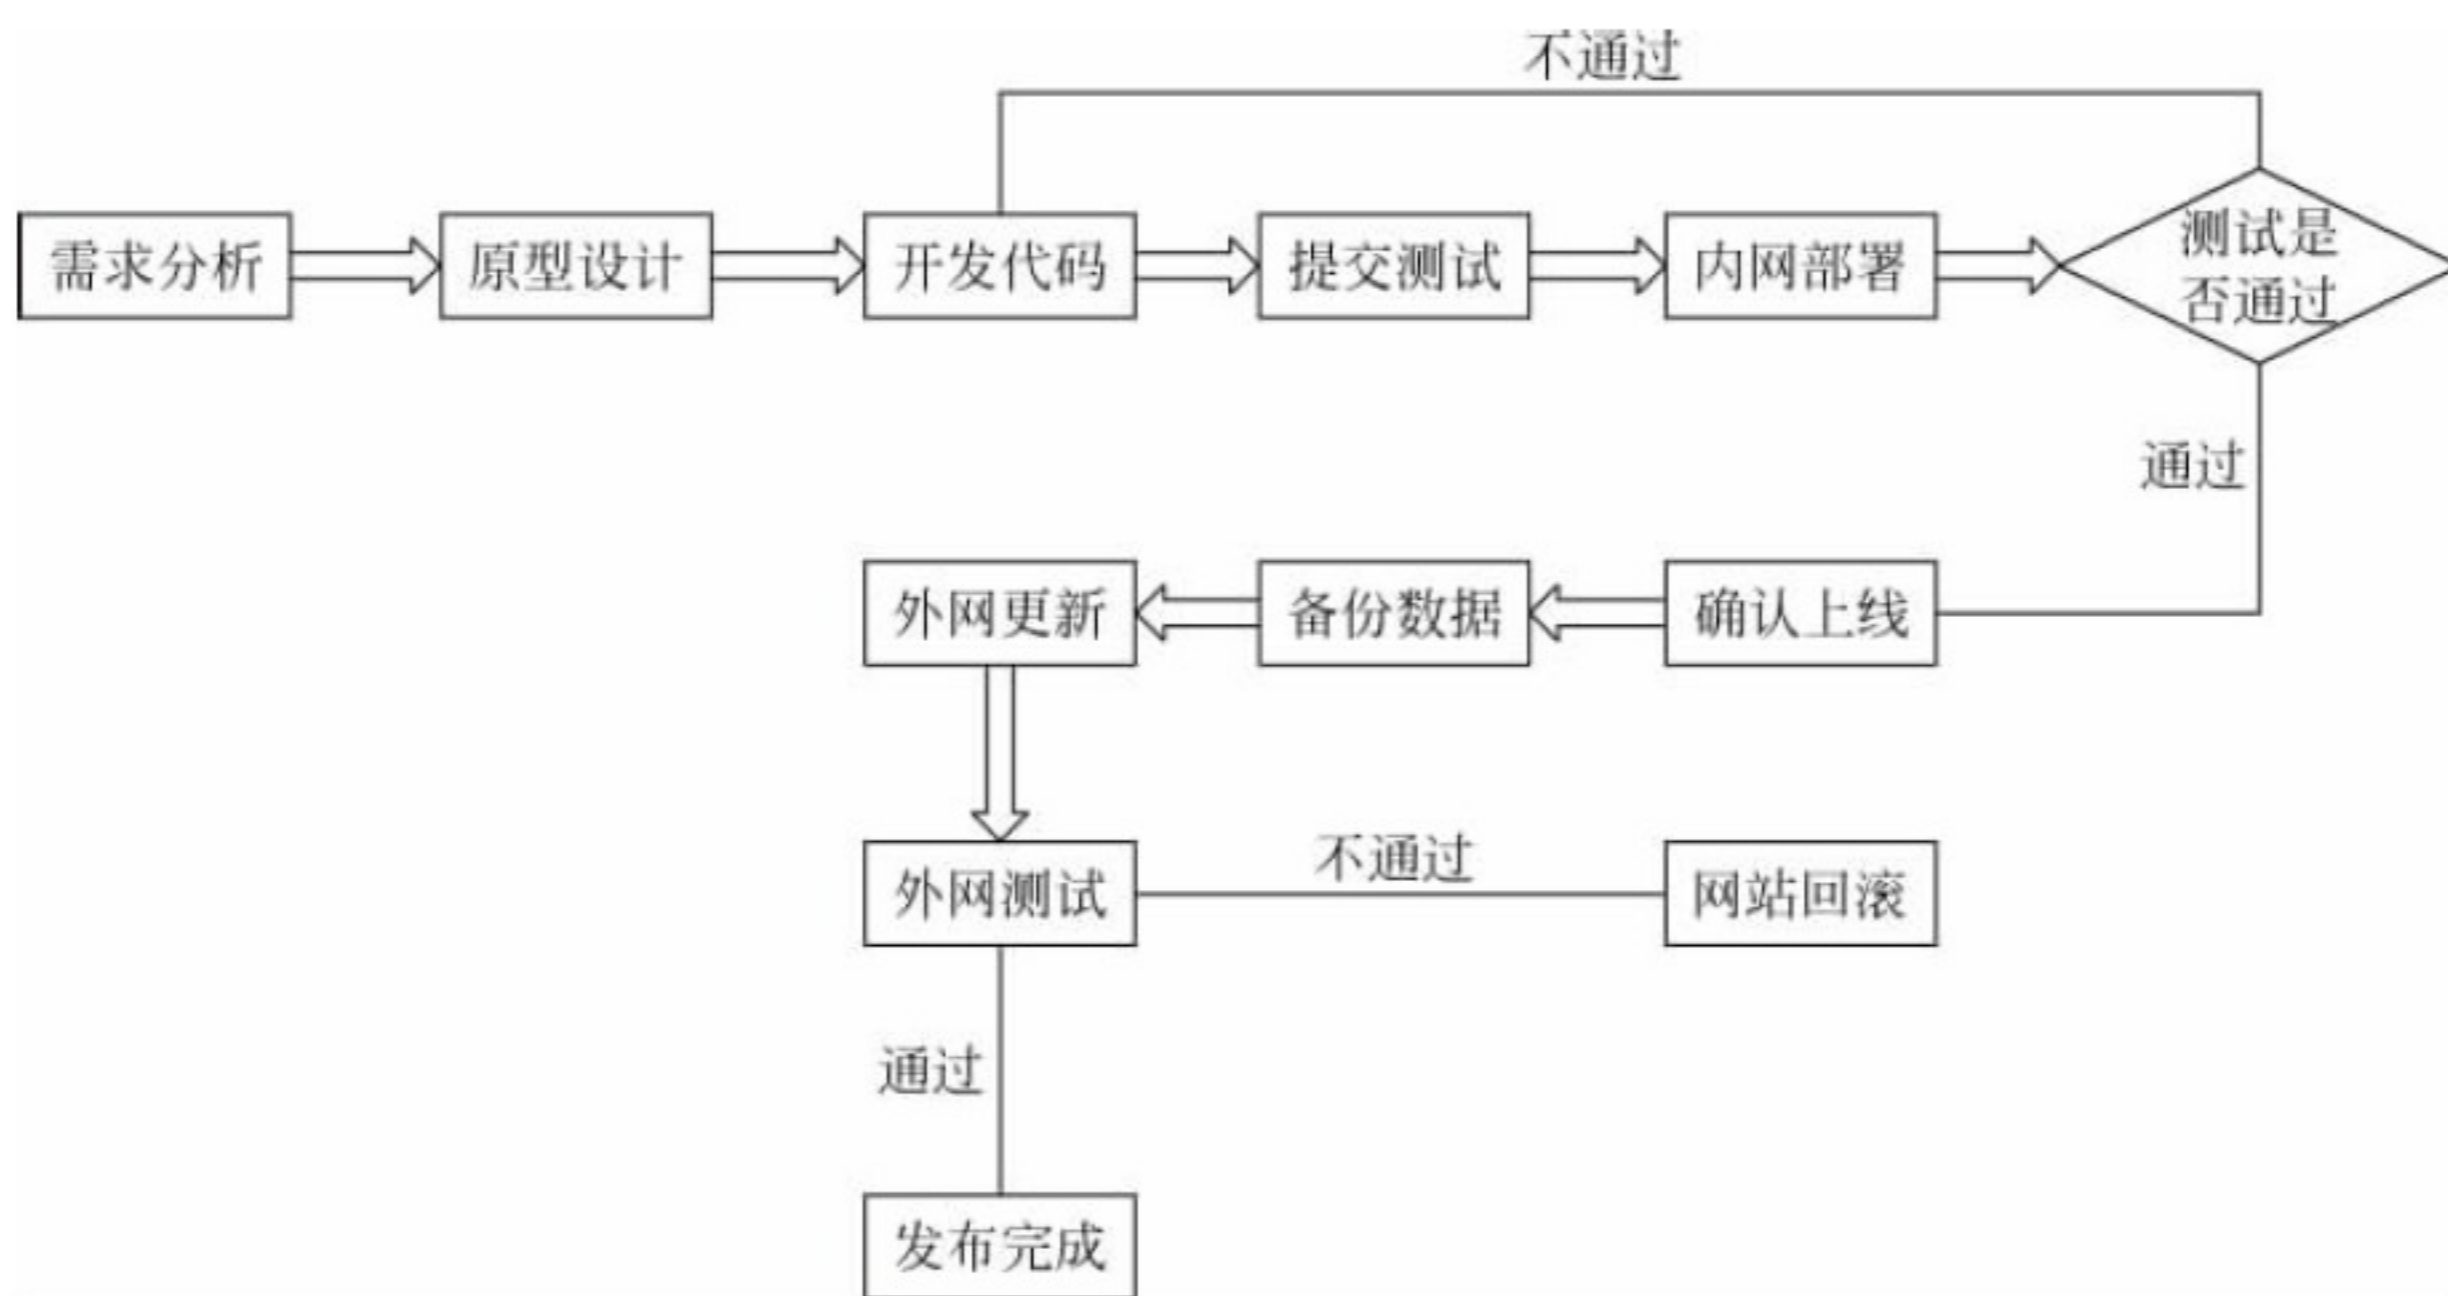 不通过
需求分析
原型设计
开发代码
提交测试
内网部署
测试是
否通过
通过
外网更新
备份数据
确认上线
外网测试
不通过
网站回滚
通过
发布完成